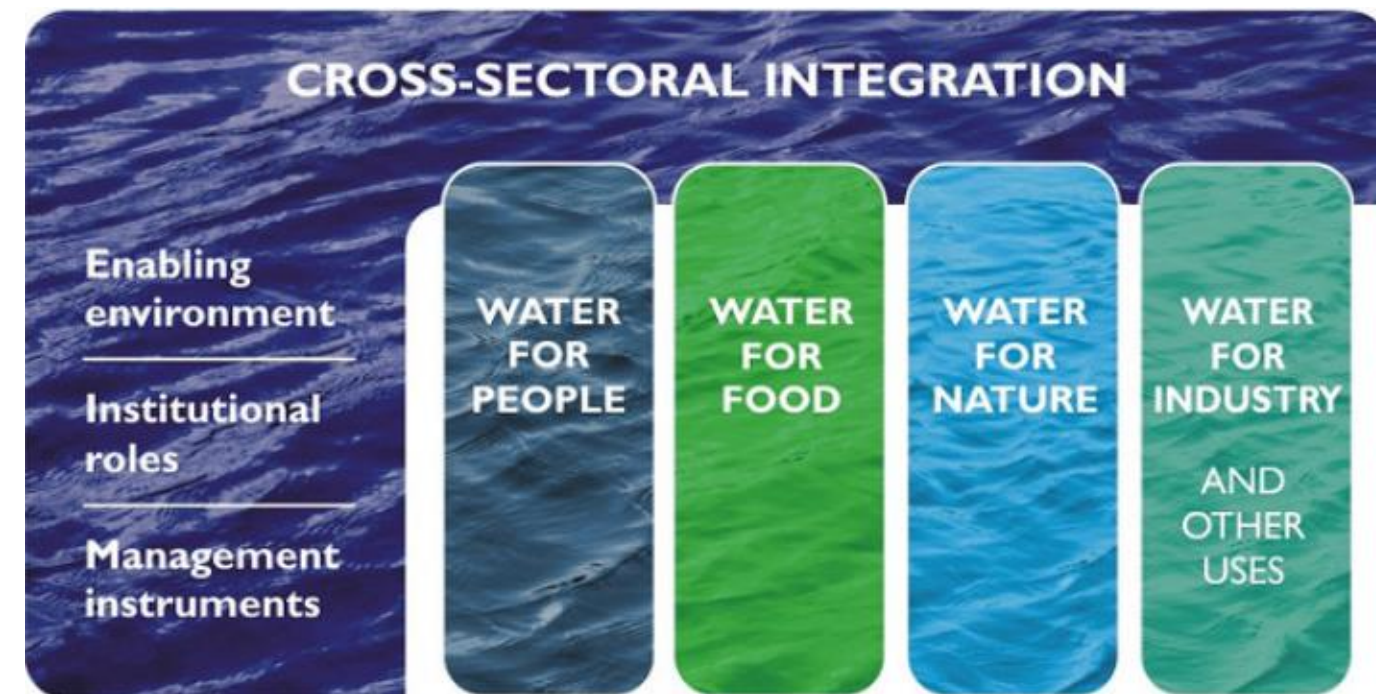 CROSS-SECTORAL INTEGRATION
Enabling
environment
Institutional
roles
Management
instruments
WATER
FOR
PEOPLE
WATER
FOR
FOOD
WATER
FOR
NATURE
WATER
FOR
INDUSTRY
AND
OTHER
USES